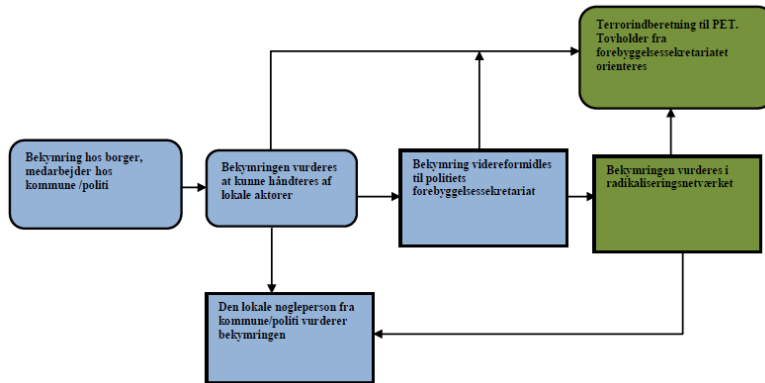 Terrorindberetning til PET.
Tovholder fra
forebyggelsessekretariatet
orienteres
Bekymring hos borger,
medarbejder hos
kommune /politi
Bekymringen vurderes
at kunne håndteres af
lokale aktører
Bekymring videreformidles
til politiets
forebyggelsessekretariat
Bekymringen vurderes i
radikaliseringsnetværket
Den lokale nøgleperson fra
kommune/politi vurderer
bekymringen